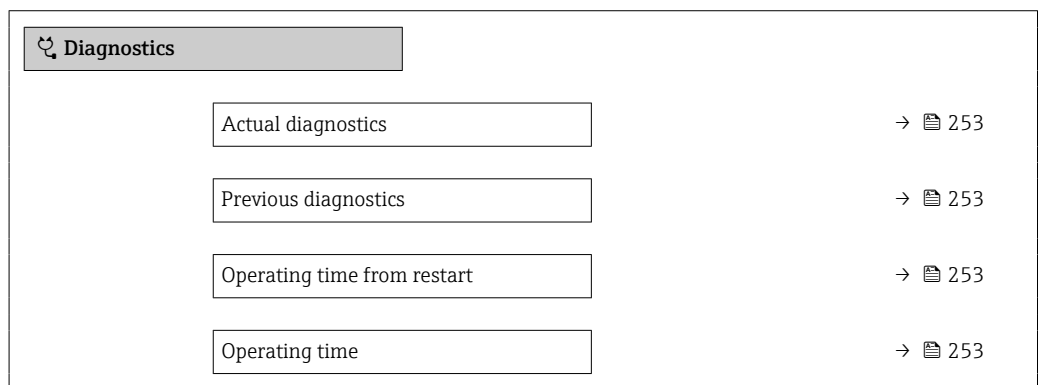 Diagnostics
Actual diagnostics → 253
Previous diagnostics → 253
Operating time from restart → 253
Operating time → 253